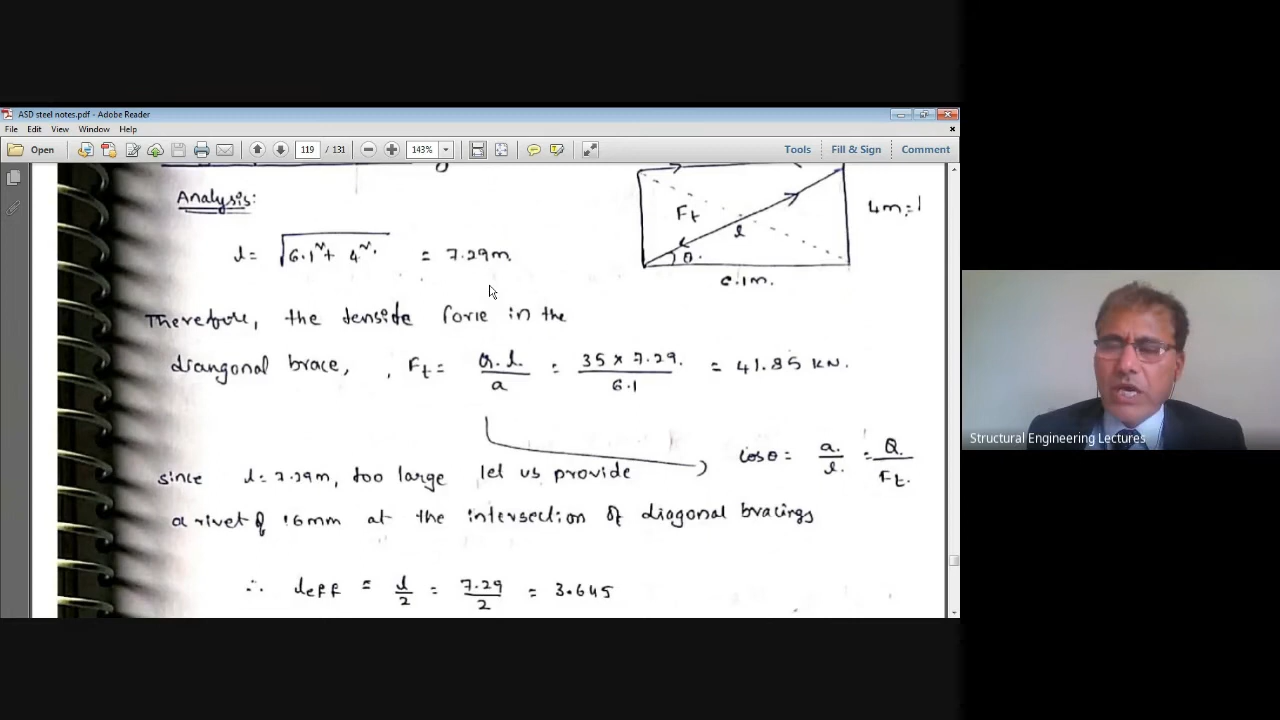 ASD steel notes.pdf - Adobe Reader
File Edit View Window Help
Open 119 / 131 143% Tools Fill & Sign Comment
Analysis:
l = √6.1² + 4². = 7.29m.
Ft
l
θ.
4m = l
6.1m.
Therefore, the tenside force in the
diangonal brace, , Ft = Q.l. / a = 35 x 7.29. / 6.1 = 41.85 kN.
cosθ = a. / l. = Q. / Ft.
since l = 7.29m, too large let us provide
a rivet of 16mm at the intersection of diagonal bracings
∴ leff = l / 2 = 7.29 / 2 = 3.645
Structural Engineering Lectures